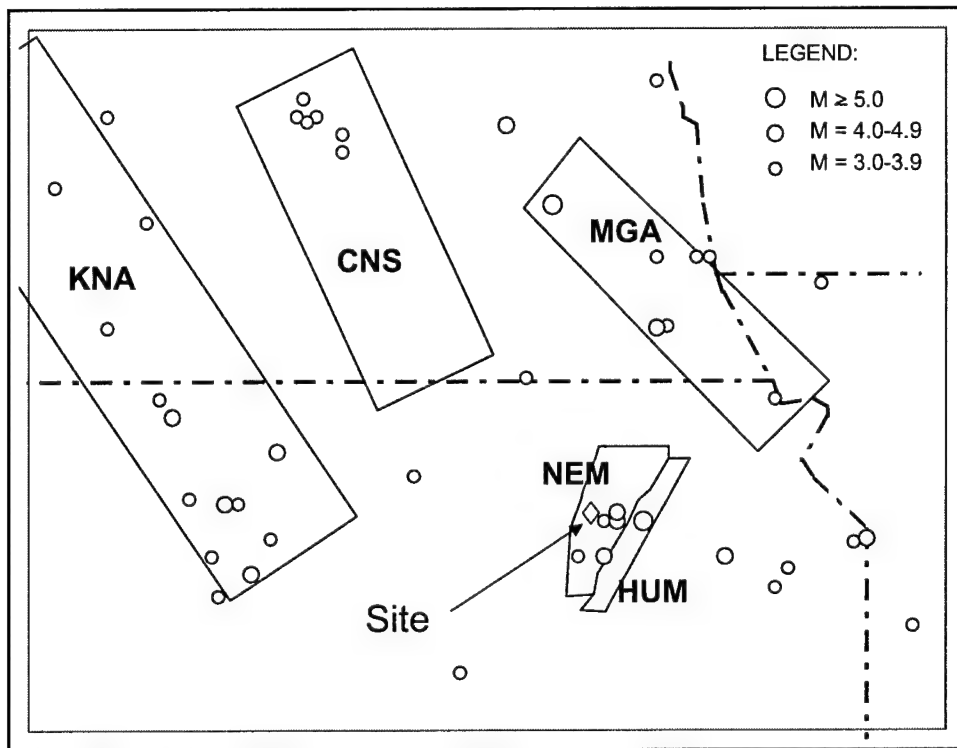 LEGEND:
M ≥ 5.0
M = 4.0-4.9
M = 3.0-3.9
MGA
CNS
KNA
NEM
HUM
Site